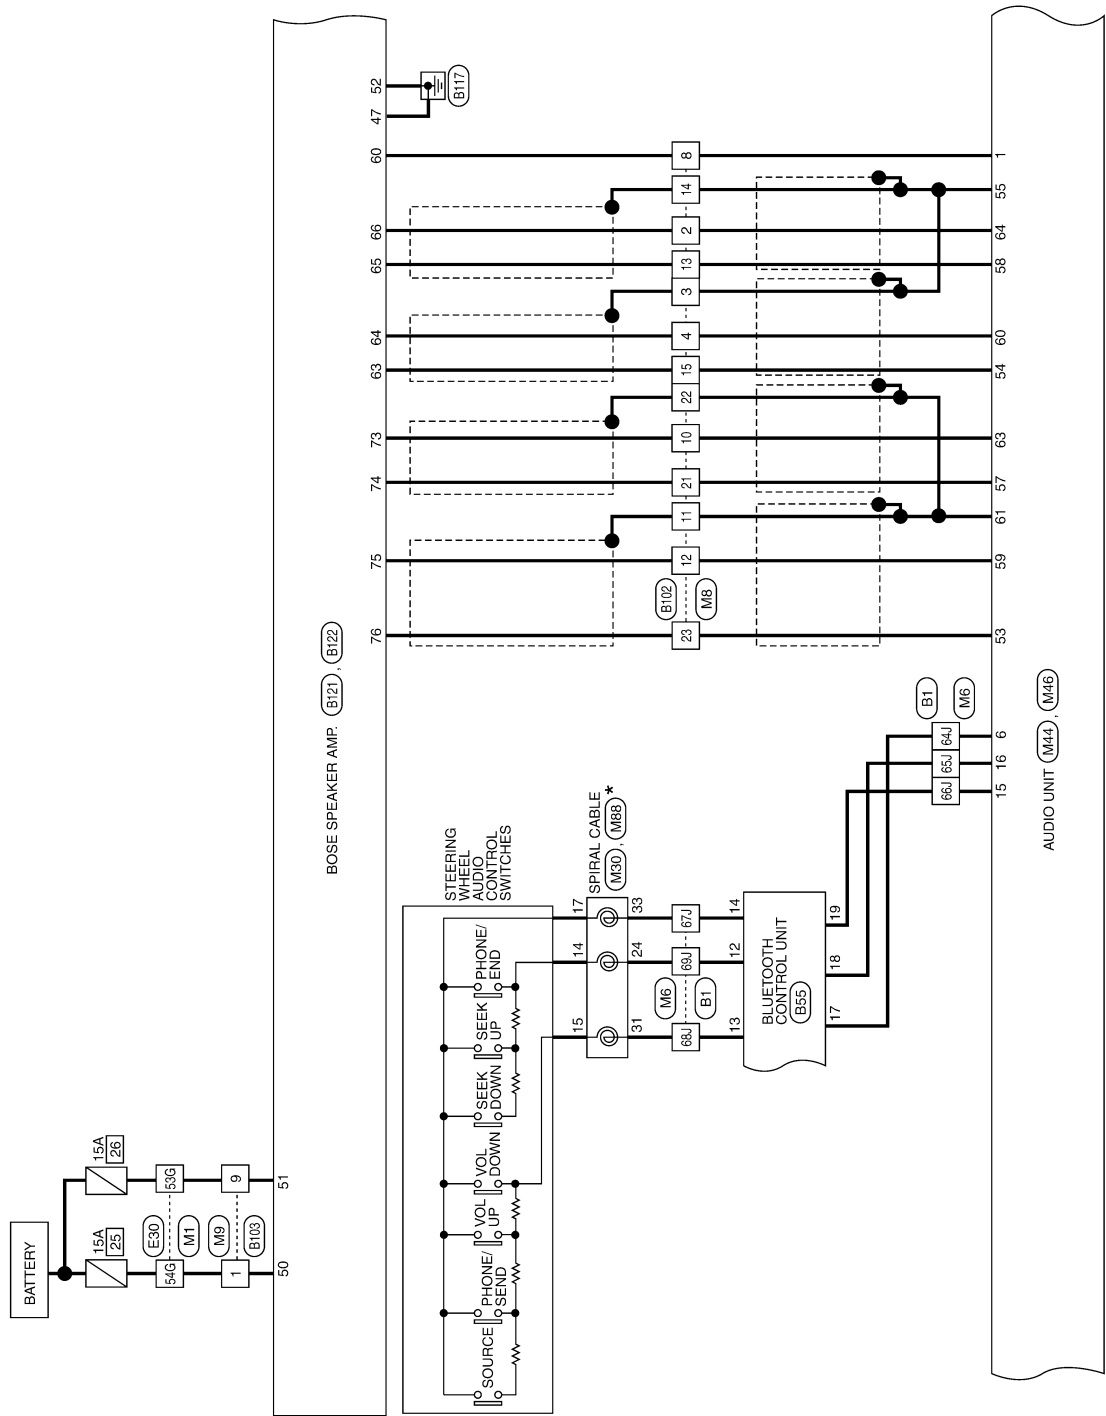 BATTERY
15A
25
15A
26
54G
53G
E30
M1
M9
B103
1
9
50
51
BOSE SPEAKER AMP.
B121
,
B122
76
75
74
73
63
64
65
66
60
47
52
B117
STEERING
WHEEL
AUDIO
CONTROL
SWITCHES
SOURCE
PHONE/
SEND
VOL
UP
VOL
DOWN
SEEK
DOWN
SEEK
UP
PHONE/
END
15
14
17
SPIRAL CABLE
M30
,
M88
*
31
24
33
68J
69J
67J
M6
B1
13
12
14
BLUETOOTH
CONTROL UNIT
B55
17
18
19
B102
M8
23
12
11
21
10
22
15
4
3
13
2
14
8
66J
65J
64J
B1
M6
15
16
6
53
59
61
57
63
54
60
58
64
55
1
AUDIO UNIT
M44
,
M46